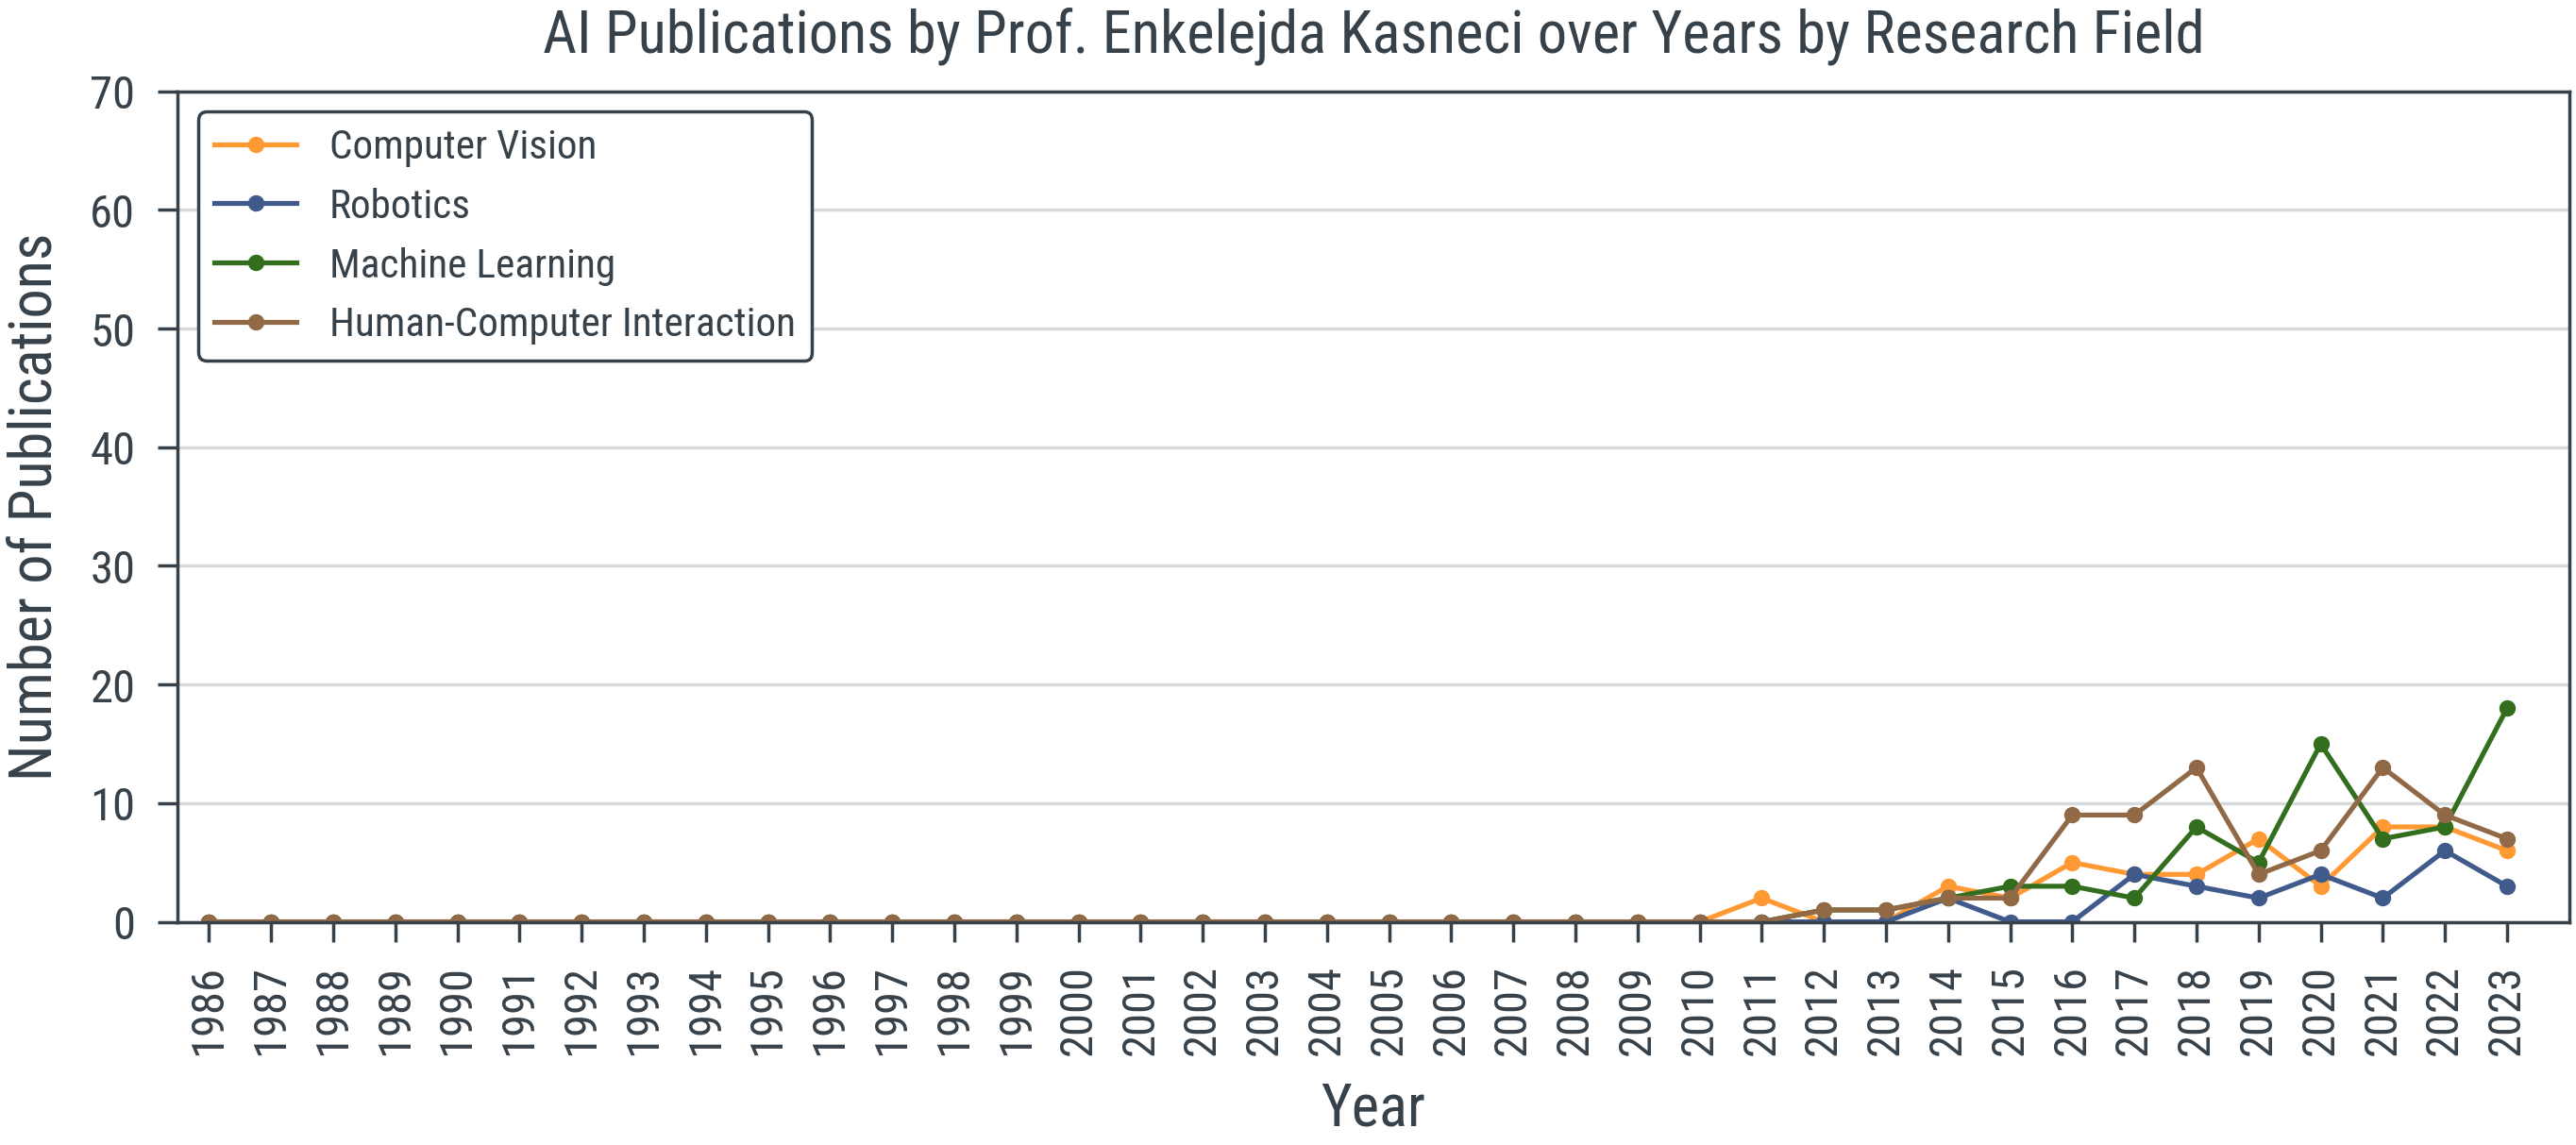 AI Publications by Prof. Enkelejda Kasneci over Years by Research Field
Number of Publications
70
60
50
40
30
20
10
0
Computer Vision
Robotics
Machine Learning
Human-Computer Interaction
1986 1987 1988 1989 1990 1991 1992 1993 1994 1995 1996 1997 1998 1999 2000 2001 2002 2003 2004 2005 2006 2007 2008 2009 2010 2011 2012 2013 2014 2015 2016 2017 2018 2019 2020 2021 2022 2023
Year